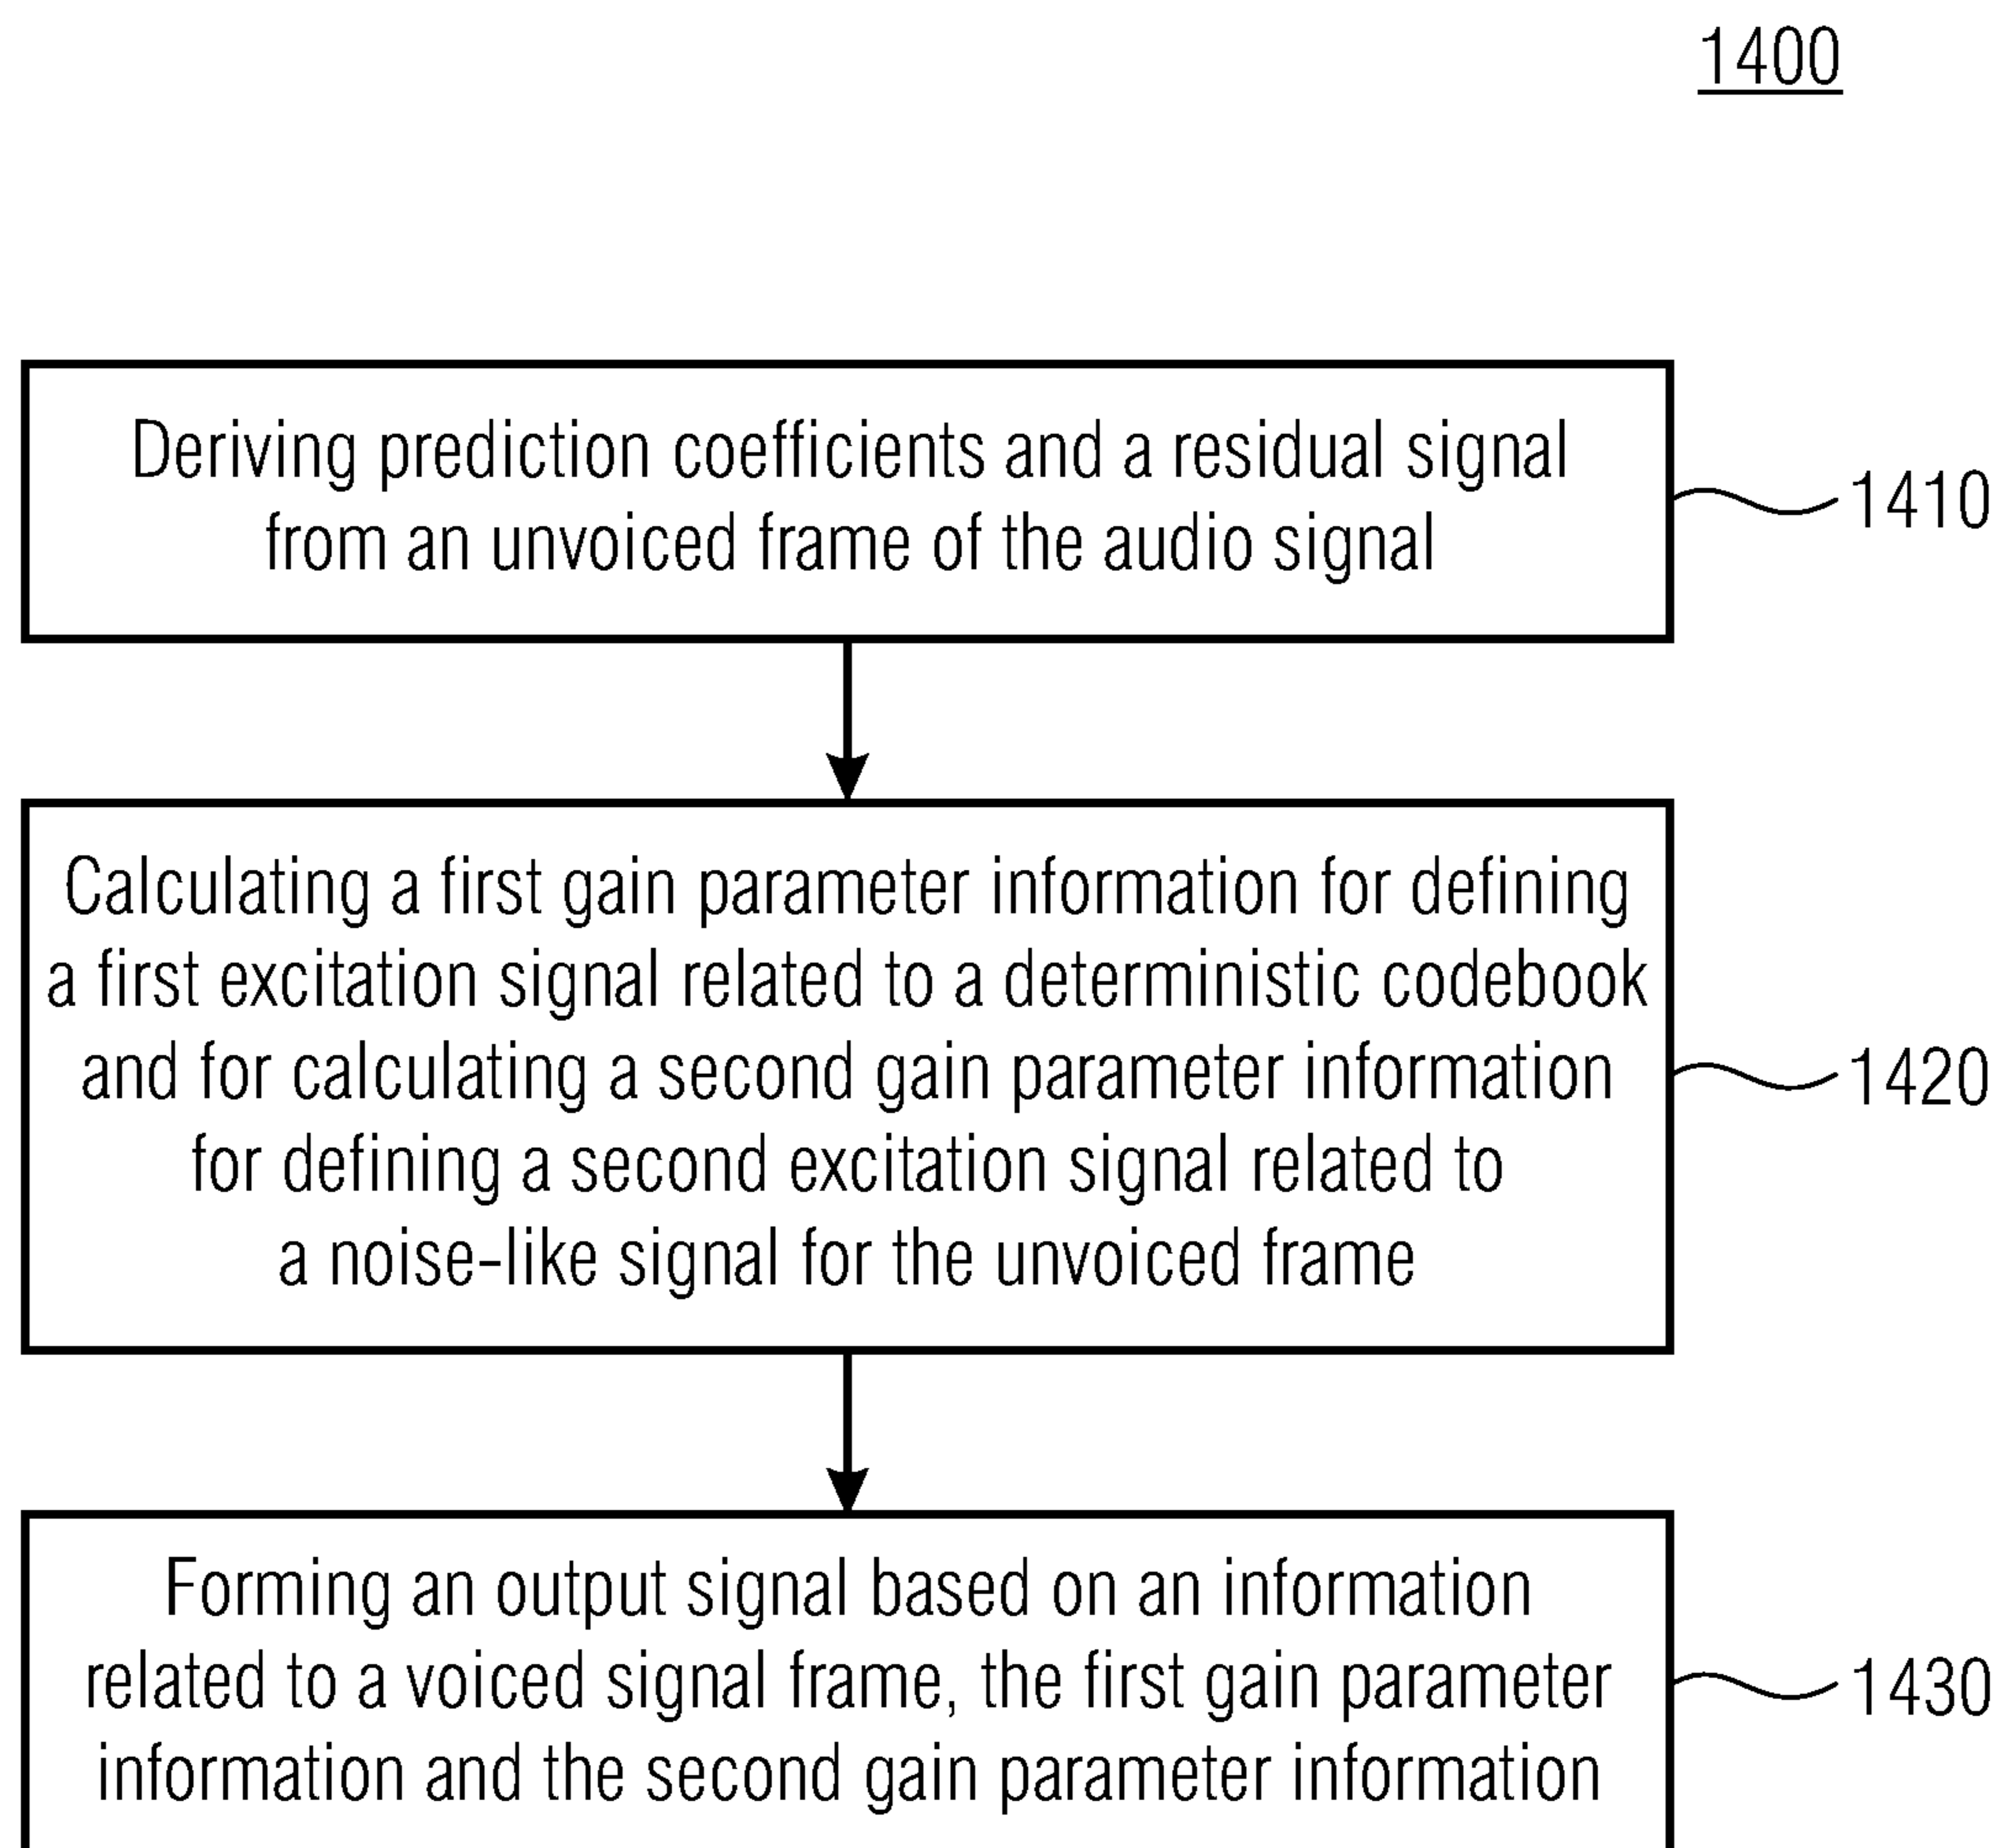 1400
Deriving prediction coefficients and a residual signal
from an unvoiced frame of the audio signal
1410
Calculating a first gain parameter information for defining
a first excitation signal related to a deterministic codebook
and for calculating a second gain parameter information
for defining a second excitation signal related to
a noise-like signal for the unvoiced frame
1420
Forming an output signal based on an information
related to a voiced signal frame, the first gain parameter
information and the second gain parameter information
1430